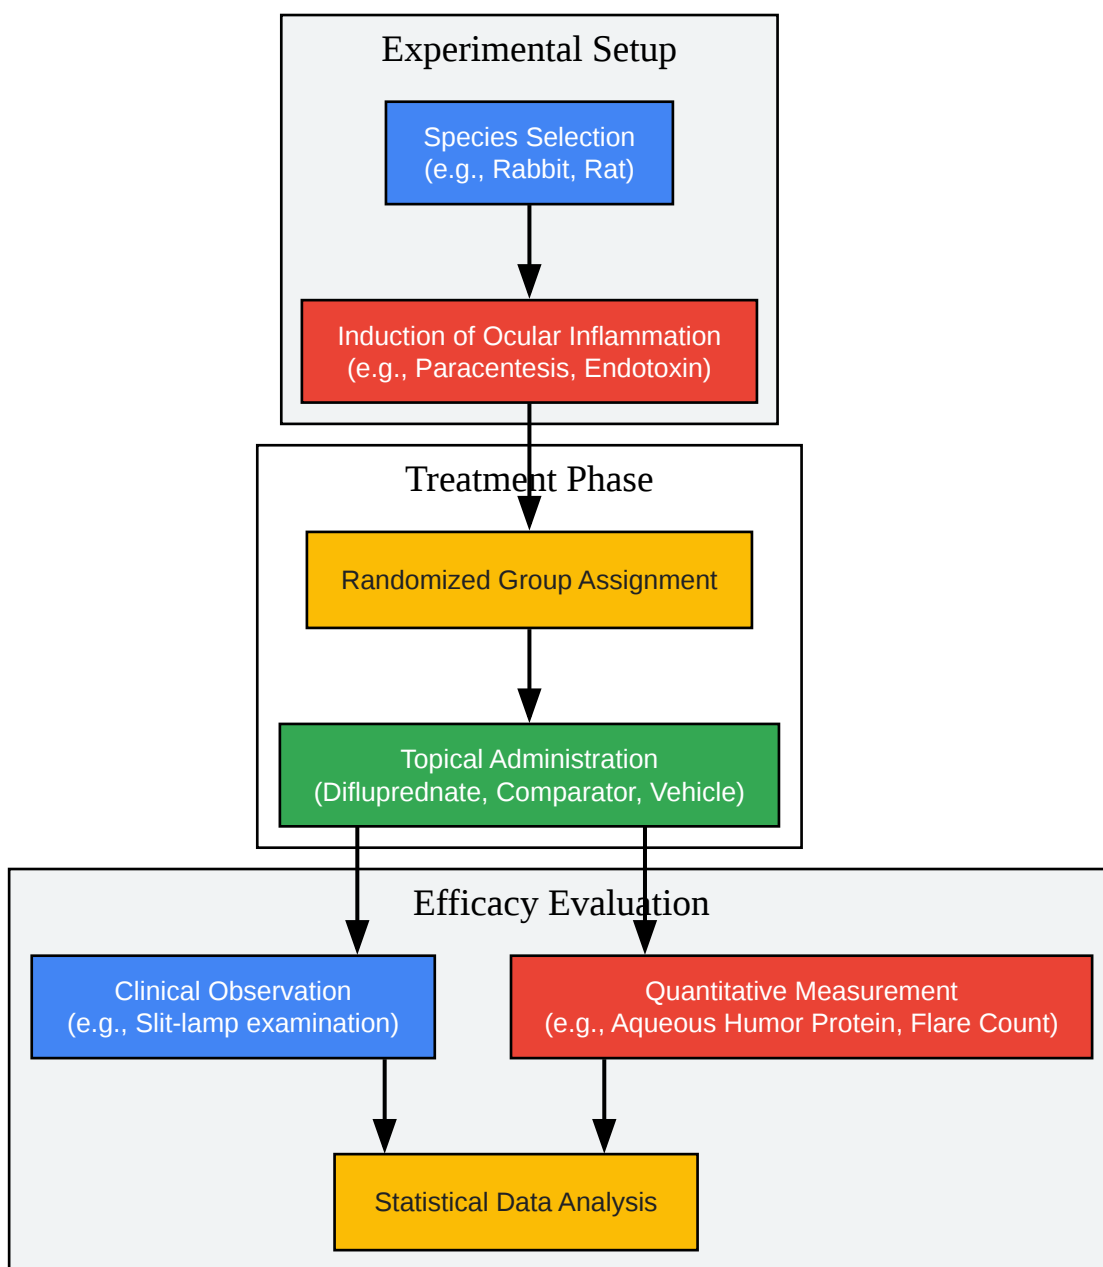 Experimental Setup
Species Selection
(e.g., Rabbit, Rat)
Induction of Ocular Inflammation
(e.g., Paracentesis, Endotoxin)
Treatment Phase
Randomized Group Assignment
Topical Administration
(Difluprednate, Comparator, Vehicle)
Efficacy Evaluation
Clinical Observation
(e.g., Slit-lamp examination)
Quantitative Measurement
(e.g., Aqueous Humor Protein, Flare Count)
Statistical Data Analysis